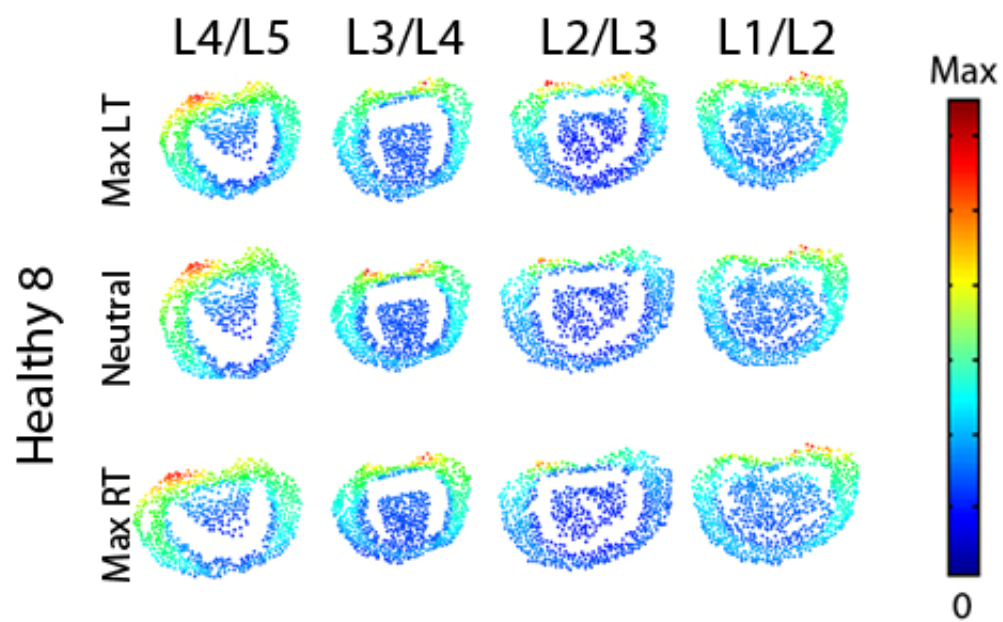 L4/L5 L3/L4 L2/L3 L1/L2
Max
Max LT
Healthy 8
Neutral
Max RT
0